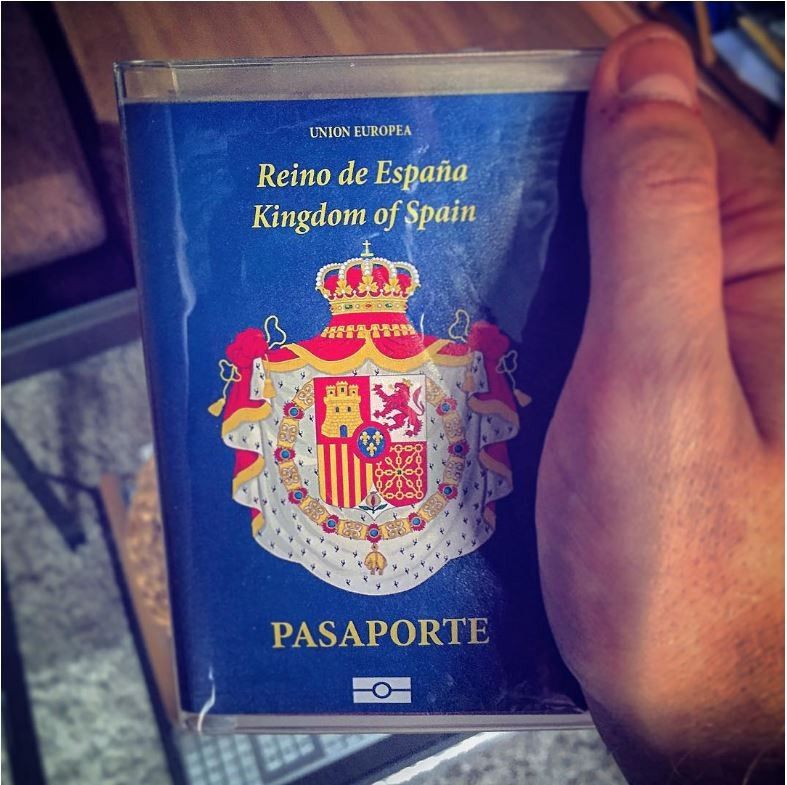 UNION EUROPEA
Reino de España
Kingdom of Spain
PASAPORTE